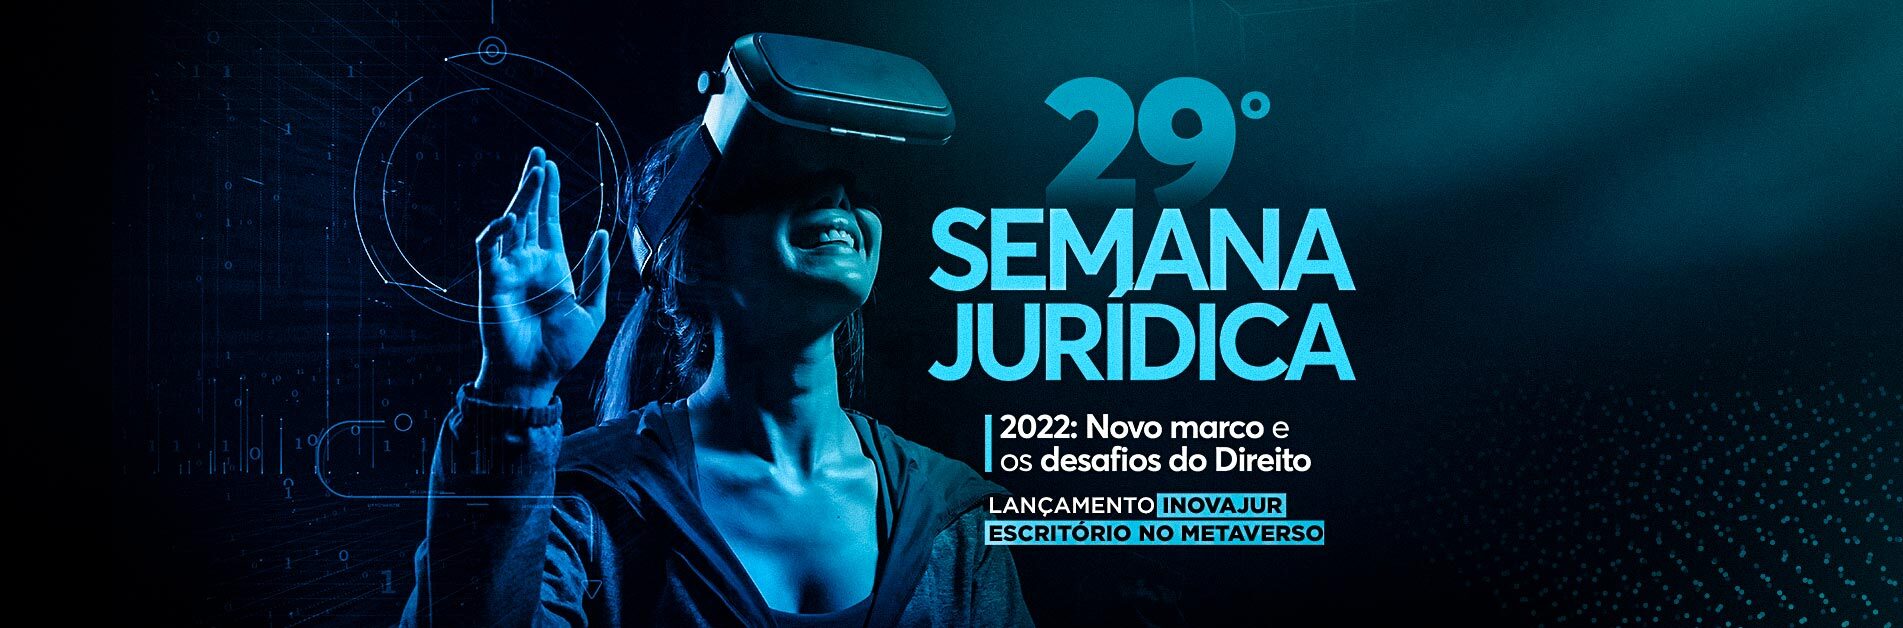 29°
SEMANA
JURÍDICA
2022: Novo marco e
os desafios do Direito
LANÇAMENTO INOVAJUR
ESCRITÓRIO NO METAVERSO